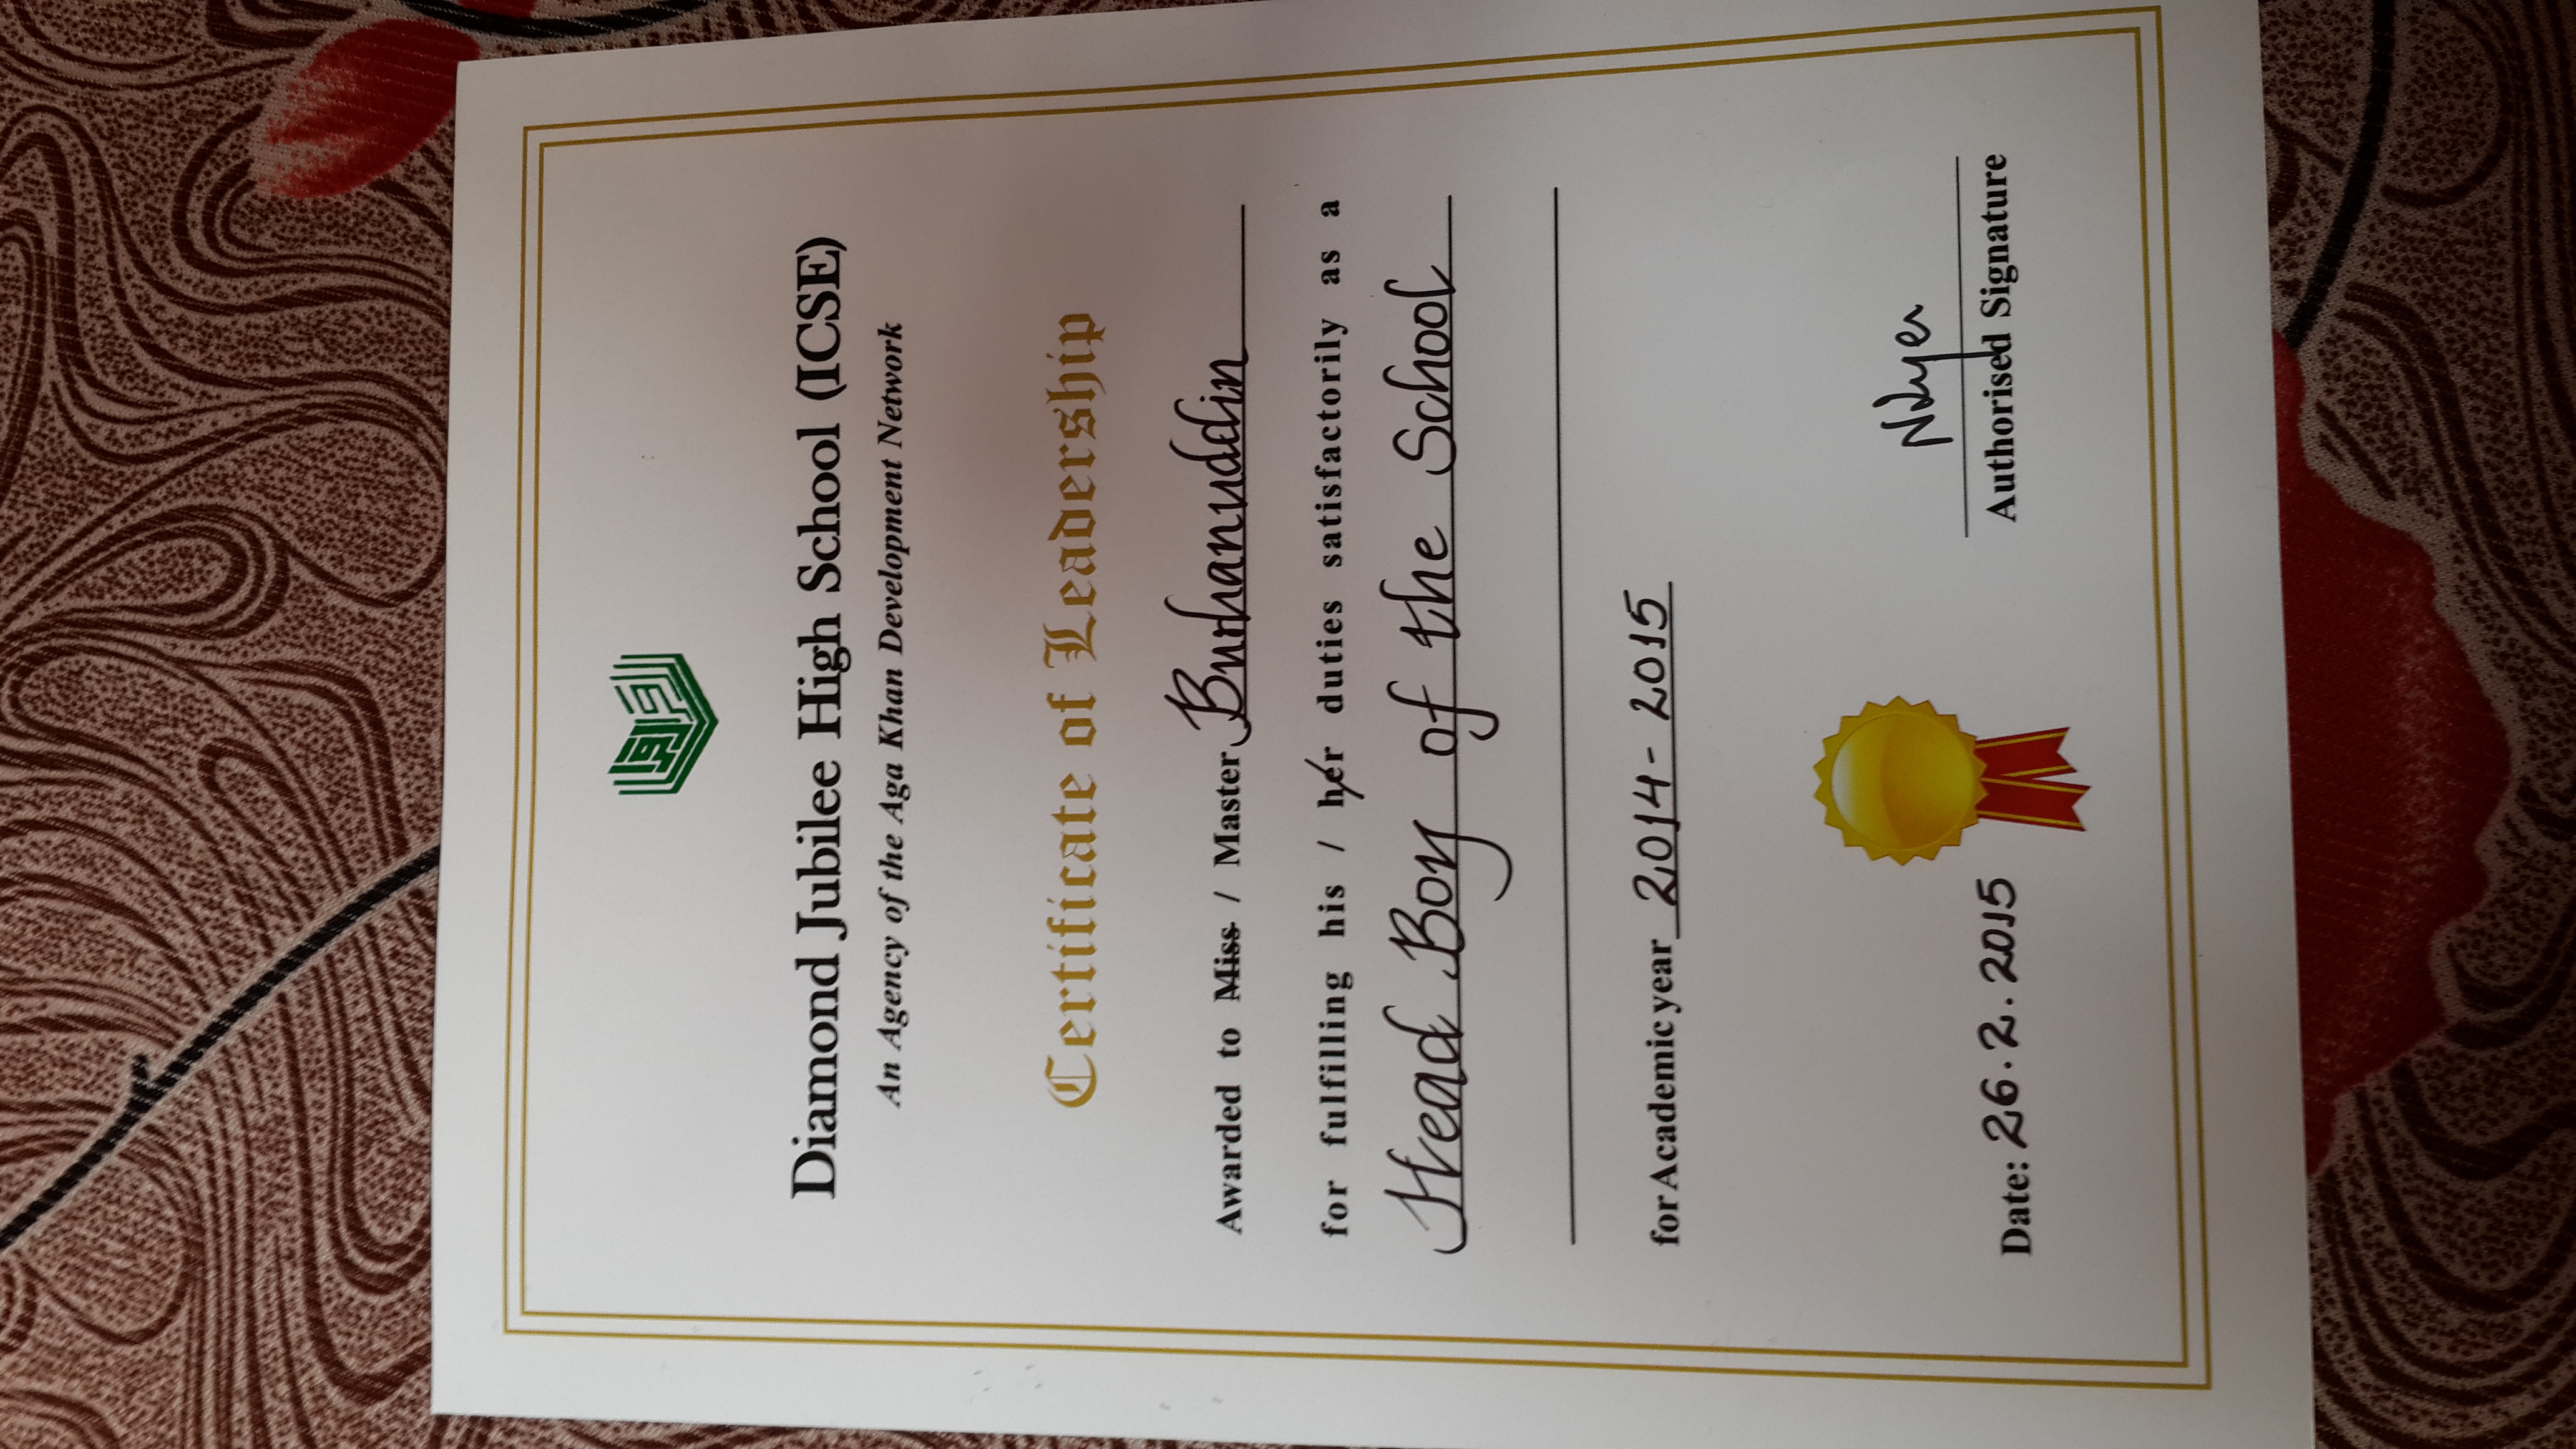 Diamond Jubilee High School (ICSE)
An Agency of the Aga Khan Development Network
Certificate of Leadership
Awarded to Miss / Master Burhanuddin
for fulfilling his / her duties satisfactorily as a
Head Boy of the School
for Academic year 2014-2015
Date: 26.2.2015
Authorised Signature